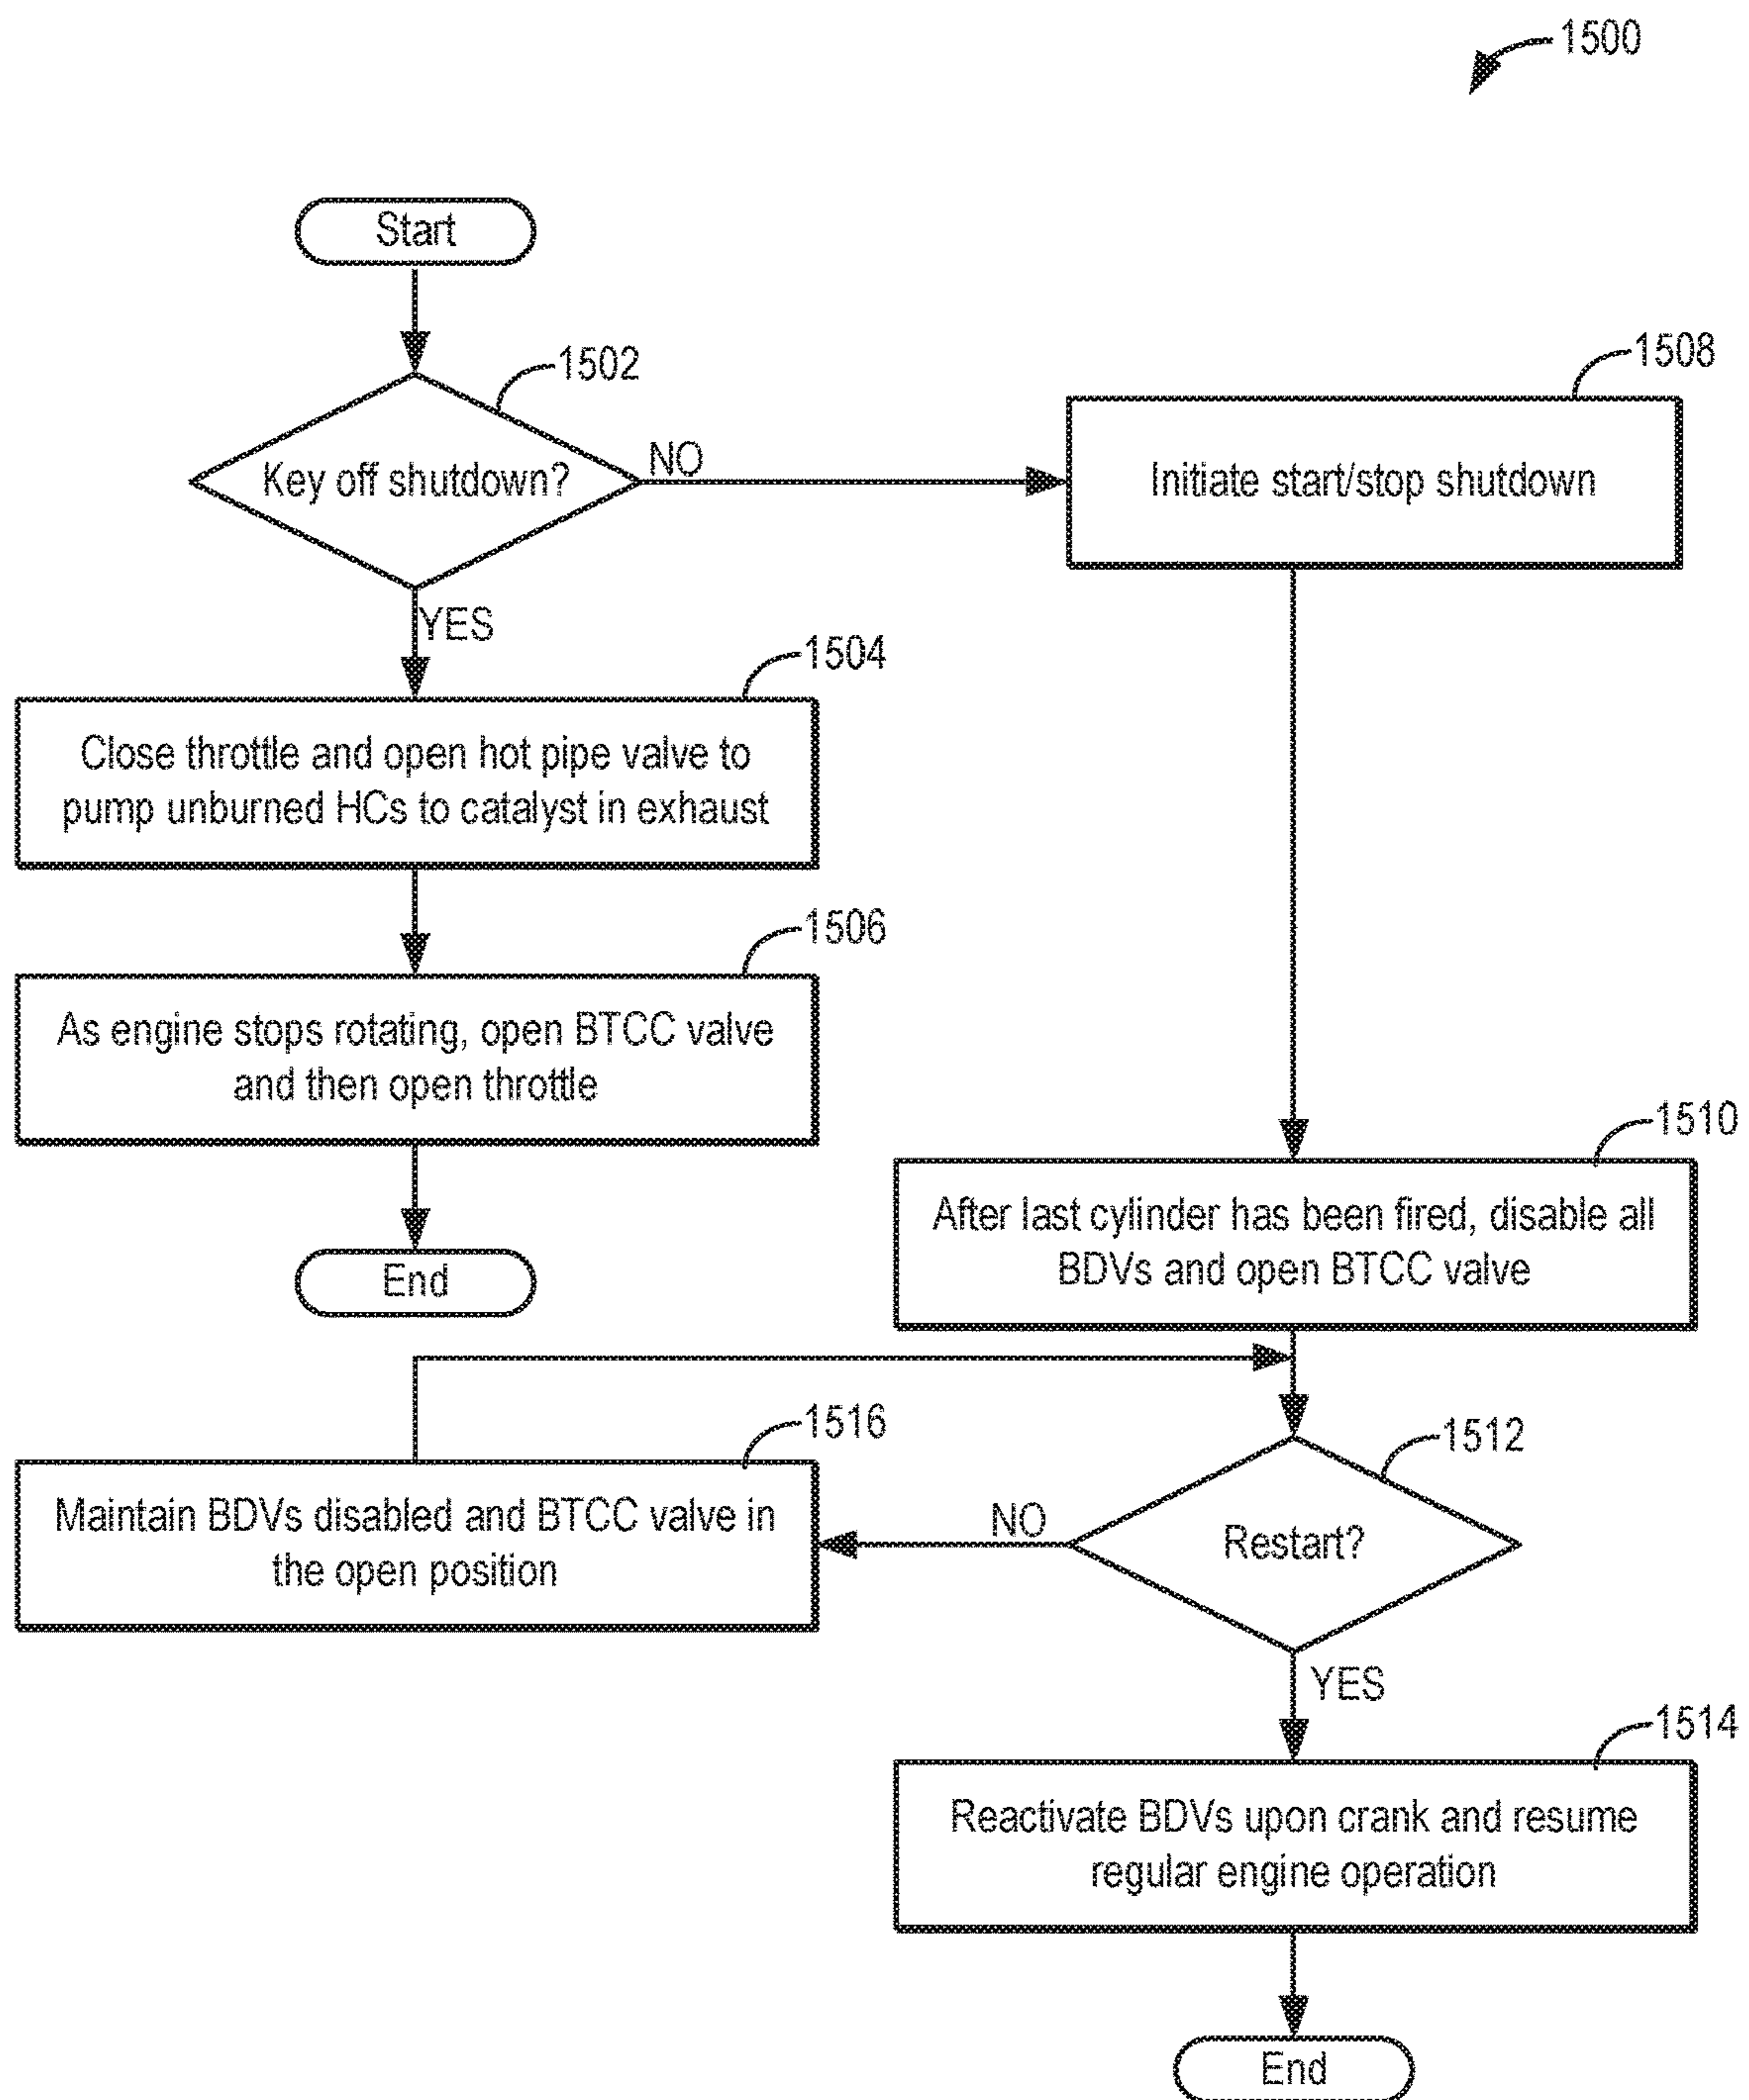 1500
Start
1502
Key off shutdown?
NO
1508
Initiate start/stop shutdown
YES
1504
Close throttle and open hot pipe valve to
pump unburned HCs to catalyst in exhaust
1506
As engine stops rotating, open BTCC valve
and then open throttle
End
1510
After last cylinder has been fired, disable all
BDVs and open BTCC valve
1512
Restart?
NO
1516
Maintain BDVs disabled and BTCC valve in
the open position
YES
1514
Reactivate BDVs upon crank and resume
regular engine operation
End